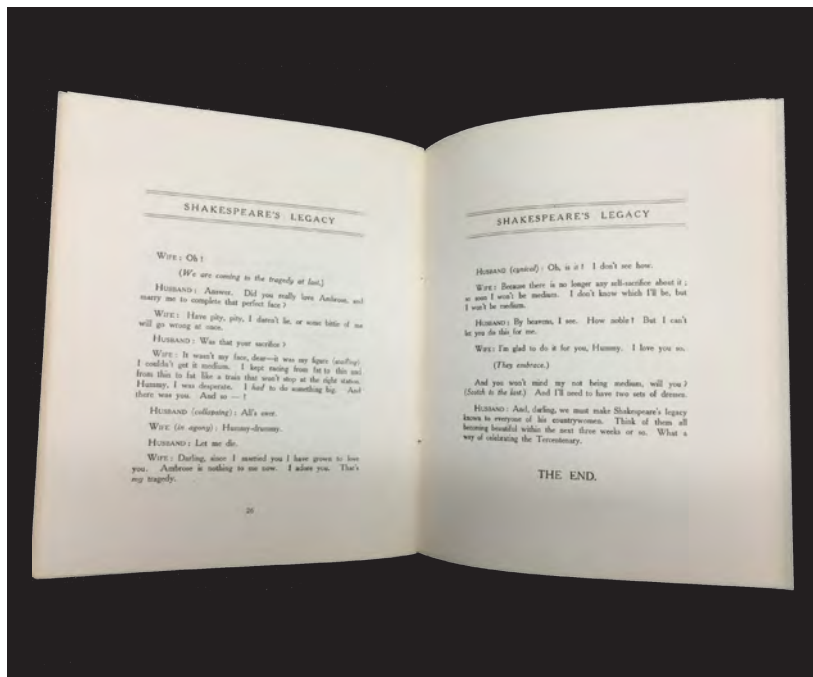 SHAKESPEARE'S LEGACY
WIFE: Oh!
(We are coming to the tragedy at last.)
HUSBAND: Answer. Did you really love Ambrose, and
marry me to complete that perfect face?
WIFE: Have pity, pity, I daren't lie, or some bittie of me
will go wrong at once.
HUSBAND: Was that your sacrifice?
WIFE: It wasn't my face, dear—it was my figure
I couldn't get it medium. I kept racing from fat to thin and
from thin to fat like a train that won't stop at the right station.
Hummy, I was desperate. I had to do something big. And
there was you. And so — !
HUSBAND (collapsing): All's over.
WIFE (in agony): Hummy-drummy.
HUSBAND: Let me die.
WIFE: Darling, since I married you I have grown to love
you. Ambrose is nothing to me now. I adore you. That's
my tragedy.
26
SHAKESPEARE'S LEGACY
HUSBAND (cynical): Oh, is it? I don't see how.
WIFE: Because there is no longer any self-sacrifice about it;
so soon I won't be medium. I don't know which I'll be, but
I won't be medium.
HUSBAND: By heavens, I see. How noble! But I can't
let you do this for me.
WIFE: I'm glad to do it for you, Hummy. I love you so.
(They embrace.)
And you won't mind my not being medium, will you?
(Scotch to the last.) And I'll need to have two sets of dresses.
HUSBAND: And, darling, we must make Shakespeare's legacy
known to everyone of his countrywomen. Think of them all
becoming beautiful within the next three weeks or so. What a
way of celebrating the Tercentenary.
THE END.